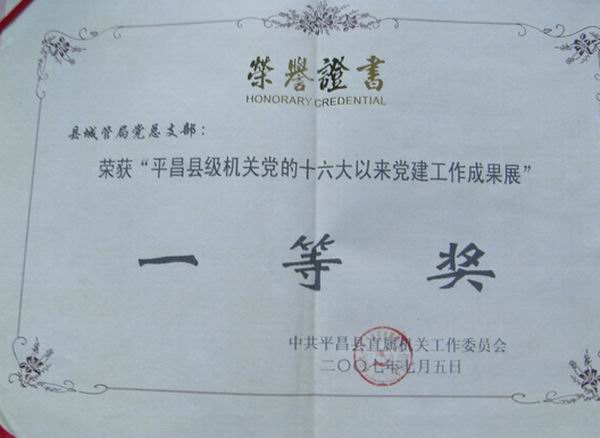 榮譽證書
HONORARY CREDENTIAL
县城管局党总支部：
荣获“平昌县级机关党的十六大以来党建工作成果展”
一等奖
中共平昌县直属机关工作委员会
二〇〇七年七月五日